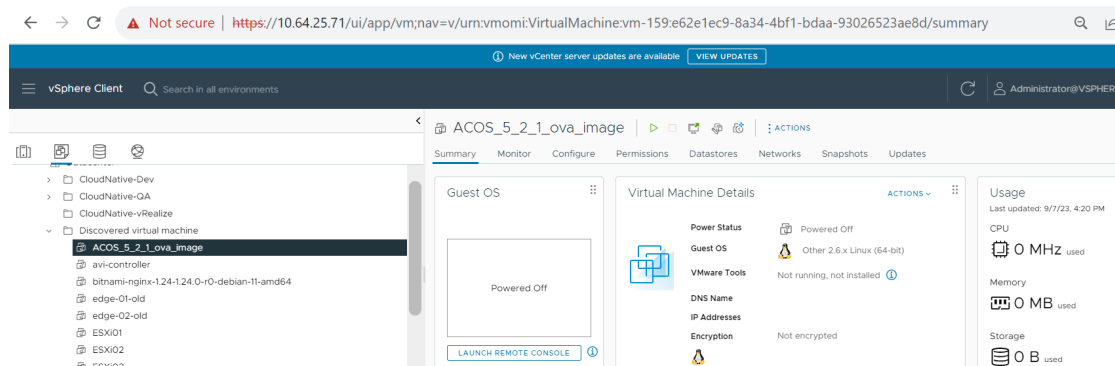 Not secure | https://10.64.25.71/ui/app/vm;nav=v/urn:vmomi:VirtualMachine:vm-159:e62e1ec9-8a34-4bf1-bdaa-93026523ae8d/summary
New vCenter server updates are available VIEW UPDATES
vSphere Client Search in all environments Administrator@VSPHER
ACOS_5_2_1_ova_image ACTIONS
Summary Monitor Configure Permissions Datastores Networks Snapshots Updates
CloudNative-Dev
CloudNative-QA
CloudNative-vRealize
Discovered virtual machine
ACOS_5_2_1_ova_image
avi-controller
bitnami-nginx-1.24-1.24.0-r0-debian-11-amd64
edge-01-old
edge-02-old
ESXi01
ESXi02
Guest OS
Powered Off
LAUNCH REMOTE CONSOLE
Virtual Machine Details ACTIONS
Power Status Powered Off
Guest OS Other 2.6.x Linux (64-bit)
VMware Tools Not running, not installed
DNS Name
IP Addresses
Encryption Not encrypted
Usage
Last updated: 9/7/23, 4:20 PM
CPU
0 MHz used
Memory
0 MB used
Storage
0 B used